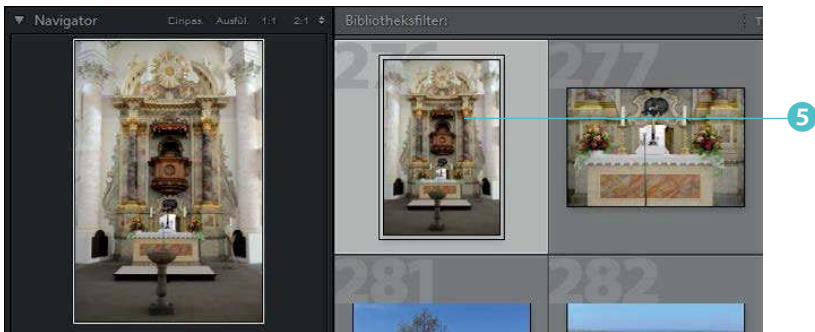 Navigator Einpas. Ausfül. 1:1 2:1
Bibliotheksfilter: T
276 277
5
281 282